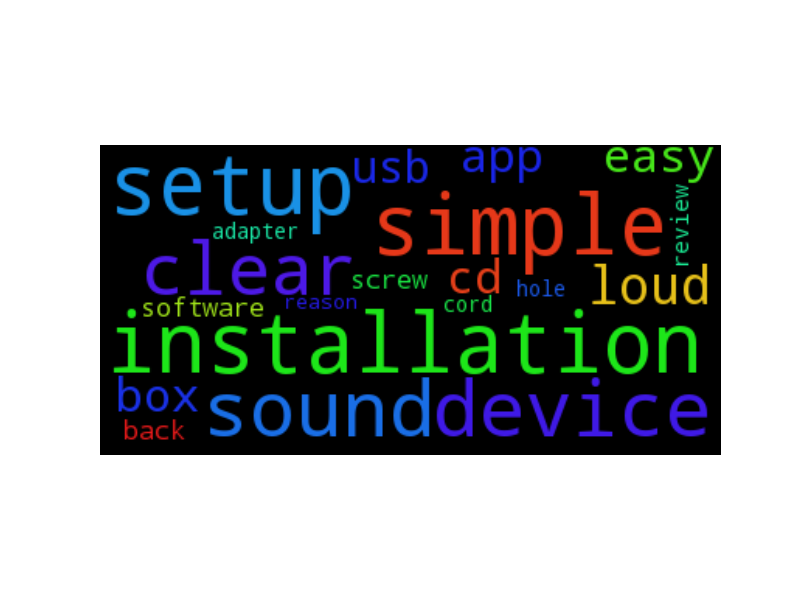 setup usb app easy
adapter simple review
clear screw cd hole loud
software reason cord
installation
box sound device
back